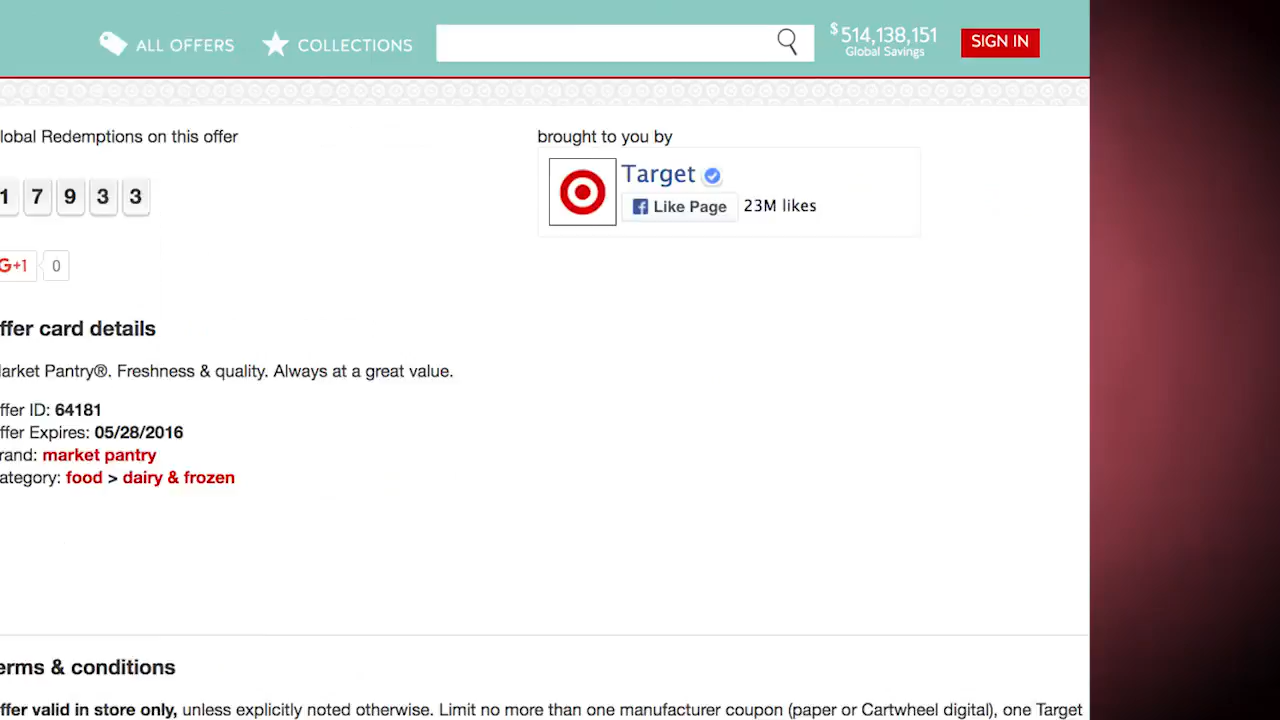 ALL OFFERS COLLECTIONS $514,138,151 SIGN IN
Global Savings
lobal Redemptions on this offer
brought to you by
1 7 9 3 3
Target
Like Page 23M likes
G+1 0
ffer card details
arket Pantry®. Freshness & quality. Always at a great value.
ffer ID: 64181
ffer Expires: 05/28/2016
rand: market pantry
ategory: food > dairy & frozen
erms & conditions
ffer valid in store only, unless explicitly noted otherwise. Limit no more than one manufacturer coupon (paper or Cartwheel digital), one Target